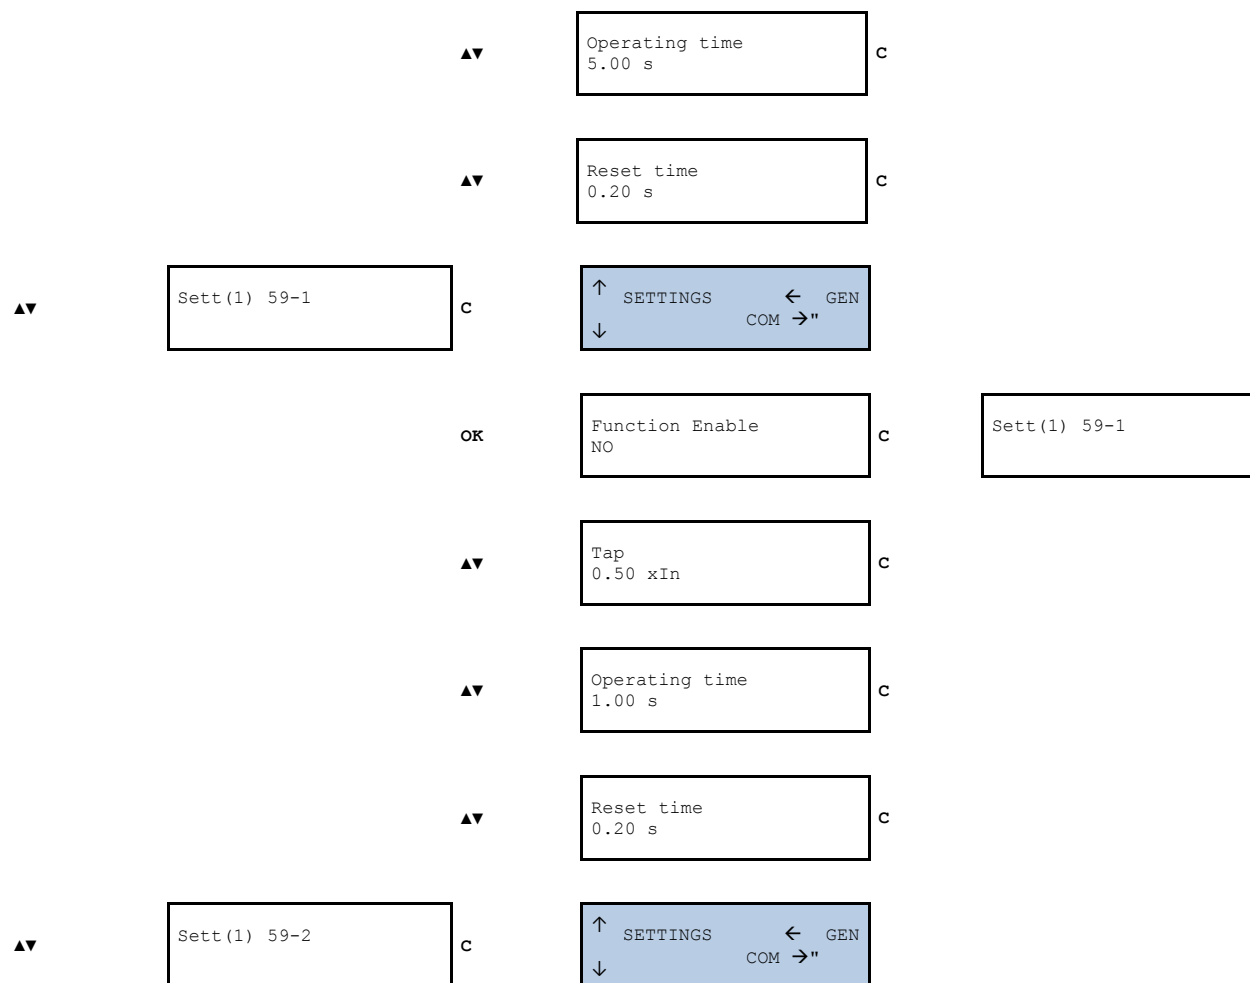 ▲▼
Operating time
5.00 s
C
▲▼
Reset time
0.20 s
C
▲▼
Sett(1) 59-1
C
↑ SETTINGS ← GEN
↓ COM →"
OK
Function Enable
NO
C
Sett(1) 59-1
▲▼
Tap
0.50 xIn
C
▲▼
Operating time
1.00 s
C
▲▼
Reset time
0.20 s
C
▲▼
Sett(1) 59-2
C
↑ SETTINGS ← GEN
↓ COM →"